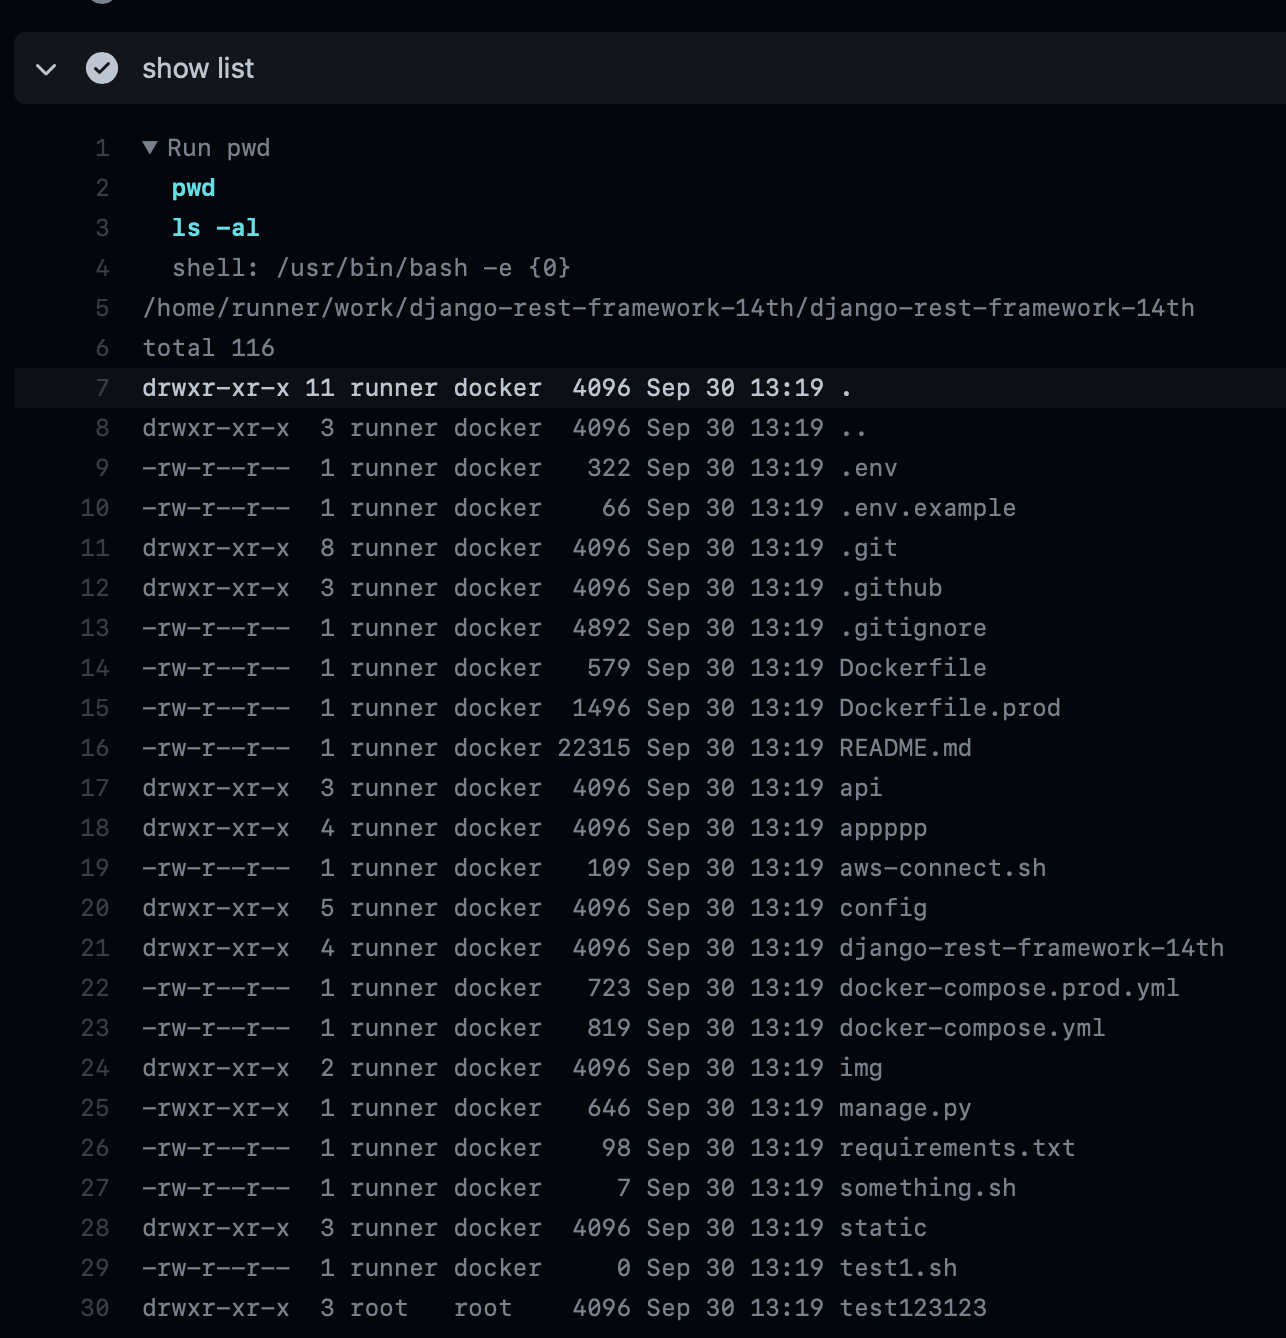 show list
1 ▼ Run pwd
2 pwd
3 ls -al
4 shell: /usr/bin/bash -e {0}
5 /home/runner/work/django-rest-framework-14th/django-rest-framework-14th
6 total 116
7 drwxr-xr-x 11 runner docker  4096 Sep 30 13:19 .
8 drwxr-xr-x  3 runner docker  4096 Sep 30 13:19 ..
9 -rw-r--r--  1 runner docker   322 Sep 30 13:19 .env
10 -rw-r--r--  1 runner docker    66 Sep 30 13:19 .env.example
11 drwxr-xr-x  8 runner docker  4096 Sep 30 13:19 .git
12 drwxr-xr-x  3 runner docker  4096 Sep 30 13:19 .github
13 -rw-r--r--  1 runner docker  4892 Sep 30 13:19 .gitignore
14 -rw-r--r--  1 runner docker   579 Sep 30 13:19 Dockerfile
15 -rw-r--r--  1 runner docker  1496 Sep 30 13:19 Dockerfile.prod
16 -rw-r--r--  1 runner docker 22315 Sep 30 13:19 README.md
17 drwxr-xr-x  3 runner docker  4096 Sep 30 13:19 api
18 drwxr-xr-x  4 runner docker  4096 Sep 30 13:19 appppp
19 -rw-r--r--  1 runner docker   109 Sep 30 13:19 aws-connect.sh
20 drwxr-xr-x  5 runner docker  4096 Sep 30 13:19 config
21 drwxr-xr-x  4 runner docker  4096 Sep 30 13:19 django-rest-framework-14th
22 -rw-r--r--  1 runner docker   723 Sep 30 13:19 docker-compose.prod.yml
23 -rw-r--r--  1 runner docker   819 Sep 30 13:19 docker-compose.yml
24 drwxr-xr-x  2 runner docker  4096 Sep 30 13:19 img
25 -rwxr-xr-x  1 runner docker   646 Sep 30 13:19 manage.py
26 -rw-r--r--  1 runner docker    98 Sep 30 13:19 requirements.txt
27 -rw-r--r--  1 runner docker     7 Sep 30 13:19 something.sh
28 drwxr-xr-x  3 runner docker  4096 Sep 30 13:19 static
29 -rw-r--r--  1 runner docker     0 Sep 30 13:19 test1.sh
30 drwxr-xr-x  3 root   root    4096 Sep 30 13:19 test123123